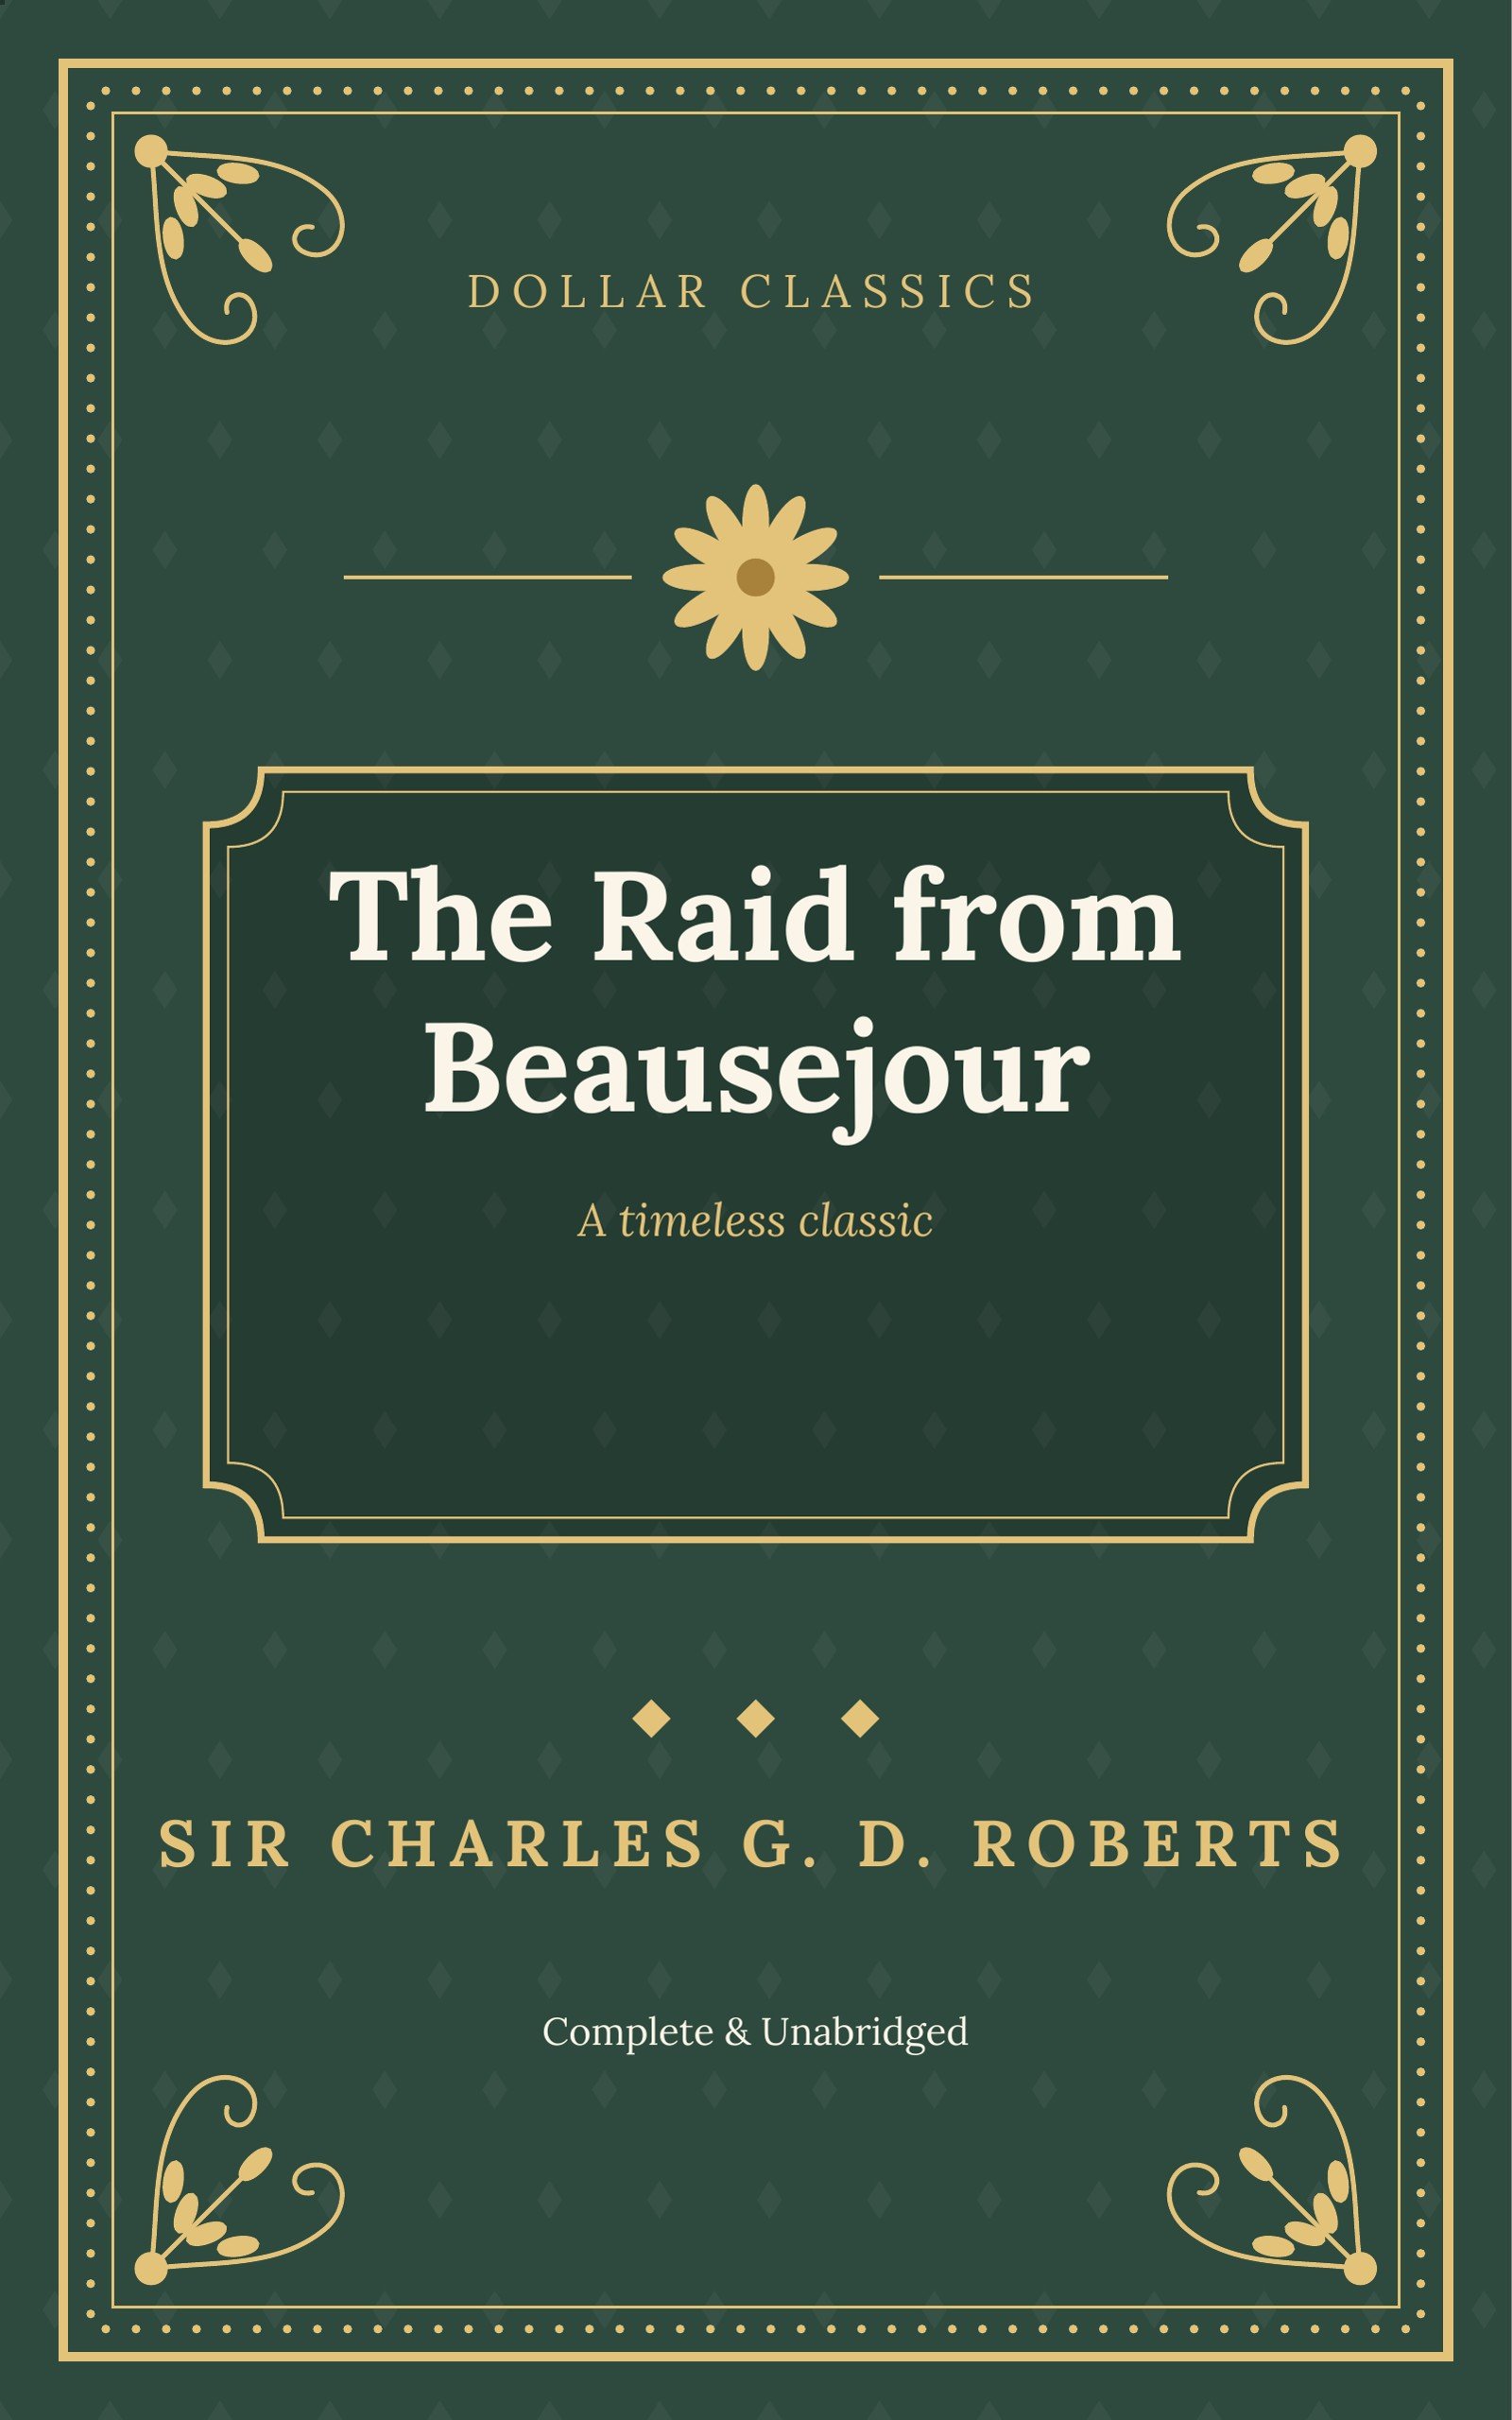 DOLLAR CLASSICS
The Raid from
Beausejour
A timeless classic
SIR CHARLES G. D. ROBERTS
Complete & Unabridged